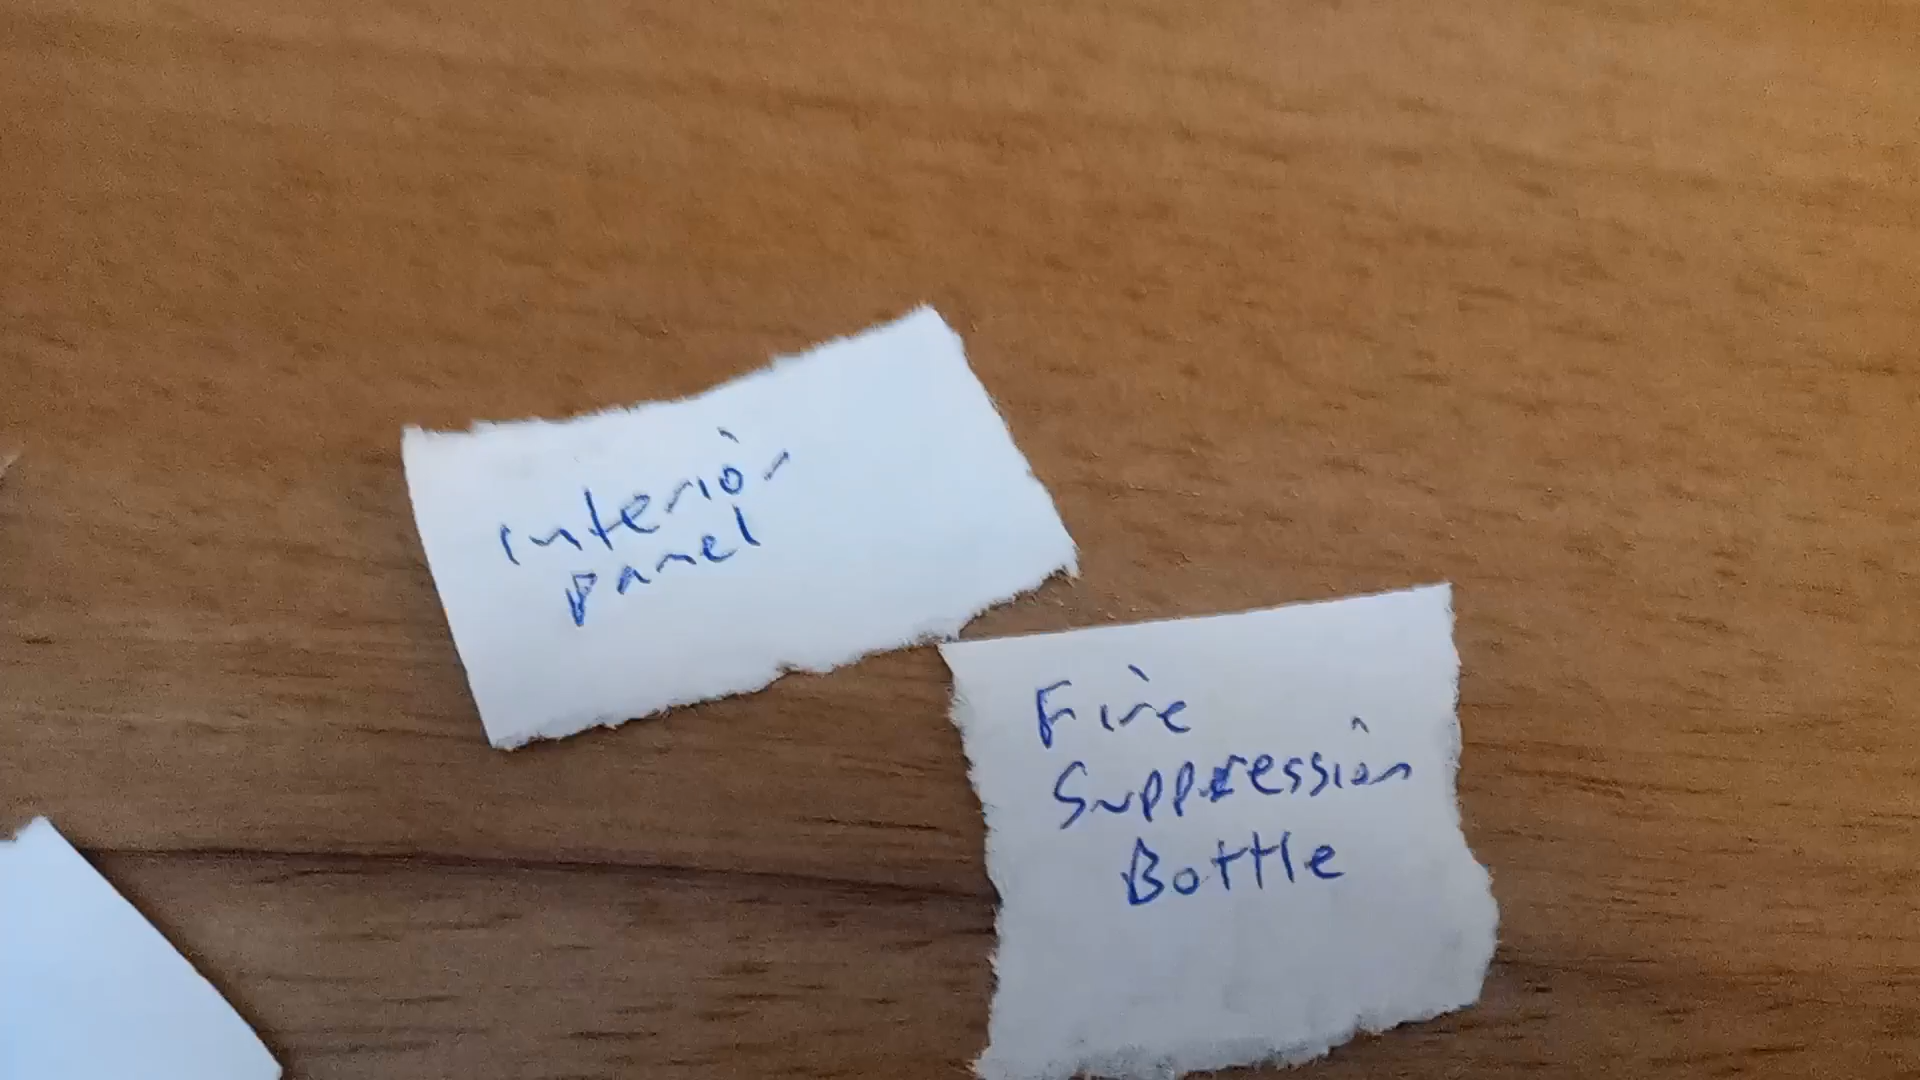 interior
panel
Fire
Suppression
Bottle